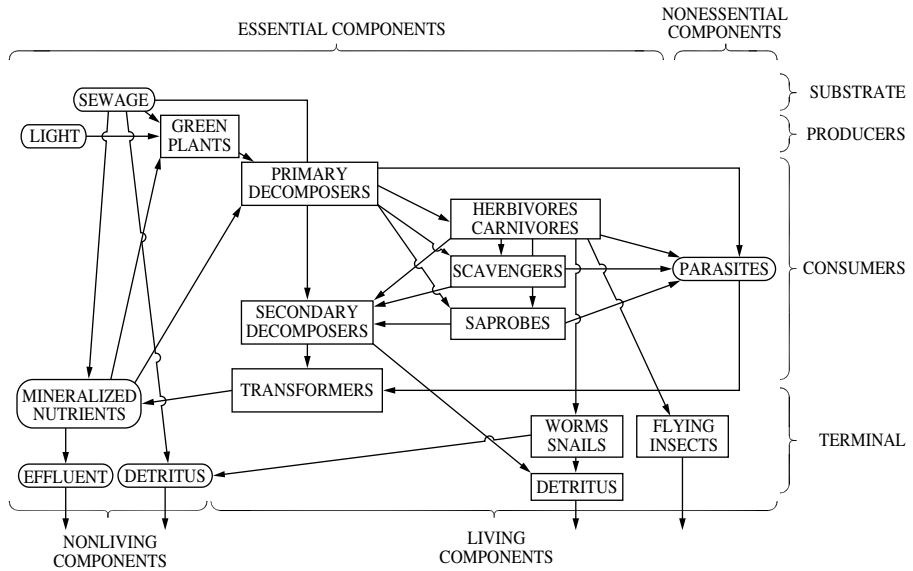 ESSENTIAL COMPONENTS
NONESSENTIAL
COMPONENTS
SEWAGE
SUBSTRATE
LIGHT
GREEN
PLANTS
PRODUCERS
PRIMARY
DECOMPOSERS
HERBIVORES
CARNIVORES
SCAVENGERS
PARASITES
CONSUMERS
SECONDARY
DECOMPOSERS
SAPROBES
MINERALIZED
NUTRIENTS
TRANSFORMERS
WORMS
SNAILS
FLYING
INSECTS
TERMINAL
EFFLUENT
DETRITUS
DETRITUS
NONLIVING
COMPONENTS
LIVING
COMPONENTS